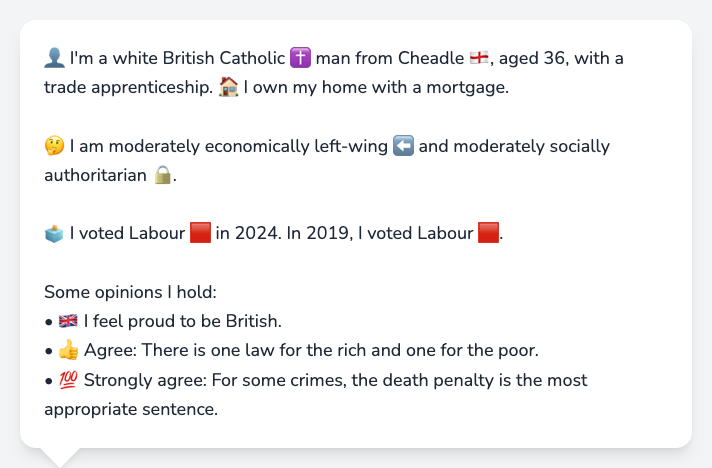 👤 I'm a white British Catholic ✝️ man from Cheadle 🏴󠁧󠁢󠁥󠁮󠁧󠁿, aged 36, with a
trade apprenticeship. 🏠 I own my home with a mortgage.
🤔 I am moderately economically left-wing ⬅️ and moderately socially
authoritarian 🔒.
🗳️ I voted Labour 🟥 in 2024. In 2019, I voted Labour 🟥.
Some opinions I hold:
• 🇬🇧 I feel proud to be British.
• 👍 Agree: There is one law for the rich and one for the poor.
• 💯 Strongly agree: For some crimes, the death penalty is the most
appropriate sentence.